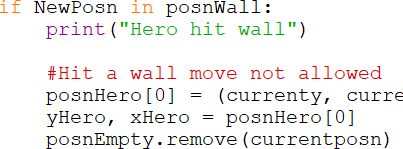 if NewPosn in posnWall:
print("Hero hit wall")
#Hit a wall move not allowed
posnHero[0] = (currenty, curre
yHero, xHero = posnHero[0]
posnEmpty.remove(currentposn)